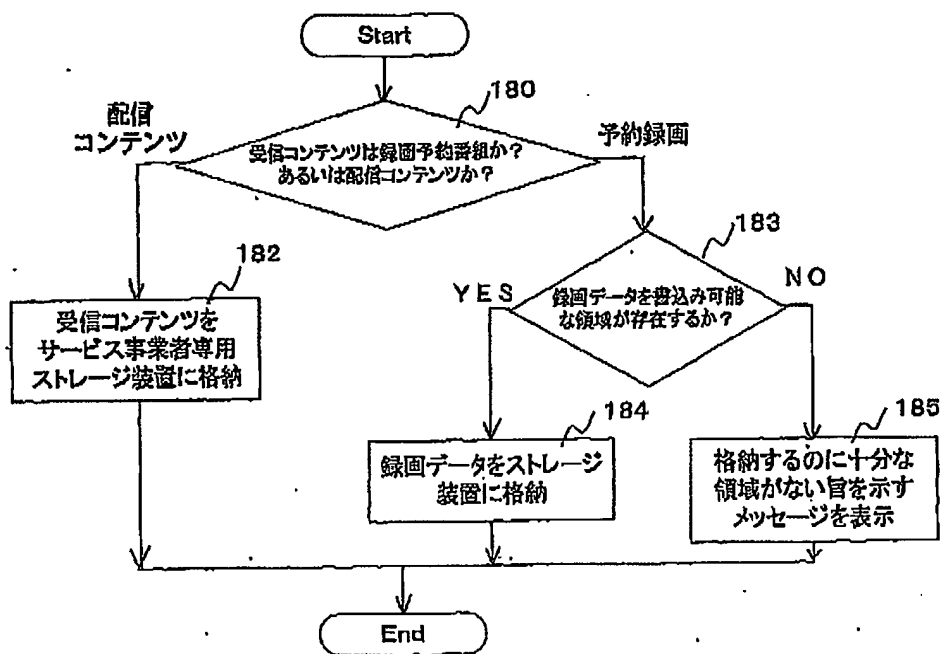 Start
180
配信
コンテンツ
受信コンテンツは録画予約番組か?
あるいは配信コンテンツか?
予約録画
182
受信コンテンツを
サービス事業者専用
ストレージ装置に格納
183
YES
NO
録画データを書込み可能
な領域が存在するか?
184
録画データをストレージ
装置に格納
185
格納するのに十分な
領域がない旨を示す
メッセージを表示
End